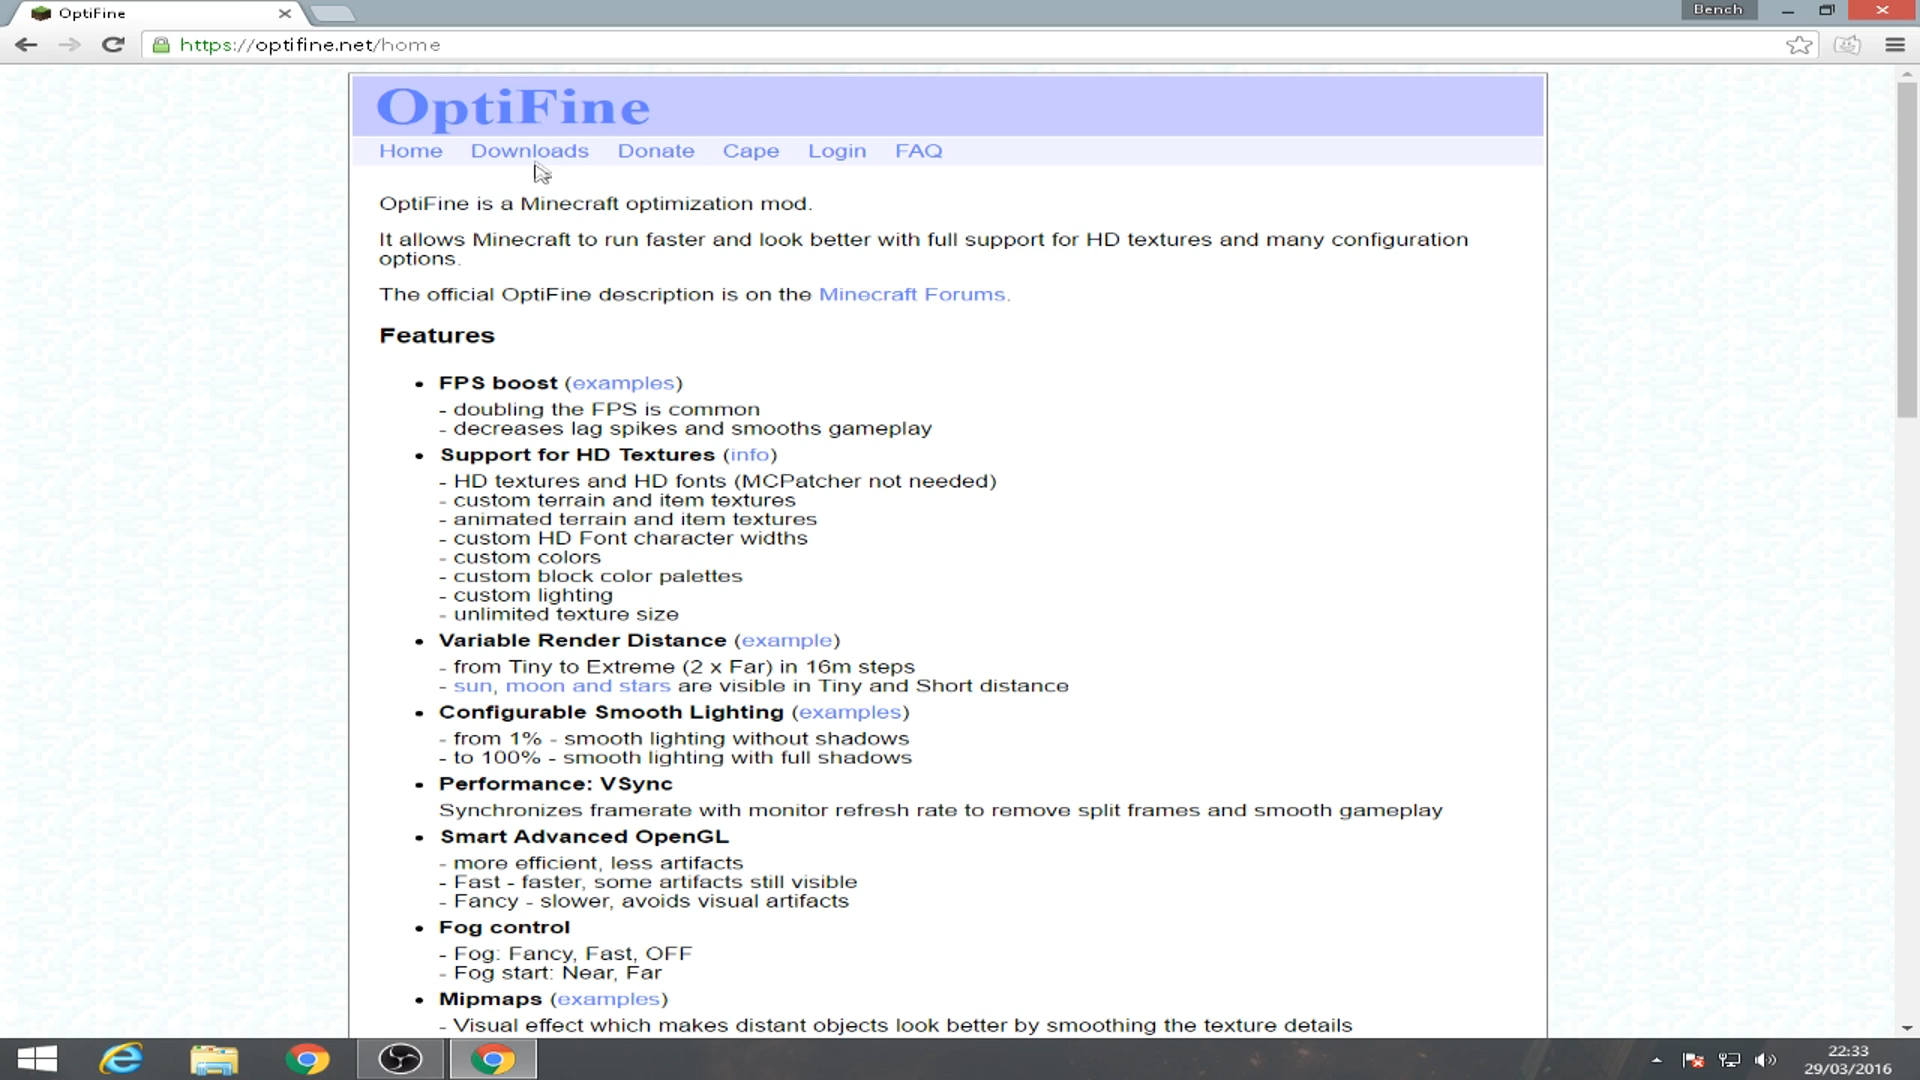 OptiFine
Bench
https://optifine.net/home
OptiFine
Home Downloads Donate Cape Login FAQ
OptiFine is a Minecraft optimization mod.
It allows Minecraft to run faster and look better with full support for HD textures and many configuration
options.
The official OptiFine description is on the Minecraft Forums.
Features
• FPS boost (examples)
- doubling the FPS is common
- decreases lag spikes and smooths gameplay
• Support for HD Textures (info)
- HD textures and HD fonts (MCPatcher not needed)
- custom terrain and item textures
- animated terrain and item textures
- custom HD Font character widths
- custom colors
- custom block color palettes
- custom lighting
- unlimited texture size
• Variable Render Distance (example)
- from Tiny to Extreme (2 x Far) in 16m steps
- sun, moon and stars are visible in Tiny and Short distance
• Configurable Smooth Lighting (examples)
- from 1% - smooth lighting without shadows
- to 100% - smooth lighting with full shadows
• Performance: VSync
Synchronizes framerate with monitor refresh rate to remove split frames and smooth gameplay
• Smart Advanced OpenGL
- more efficient, less artifacts
- Fast - faster, some artifacts still visible
- Fancy - slower, avoids visual artifacts
• Fog control
- Fog: Fancy, Fast, OFF
- Fog start: Near, Far
• Mipmaps (examples)
- Visual effect which makes distant objects look better by smoothing the texture details
22:33
29/03/2016